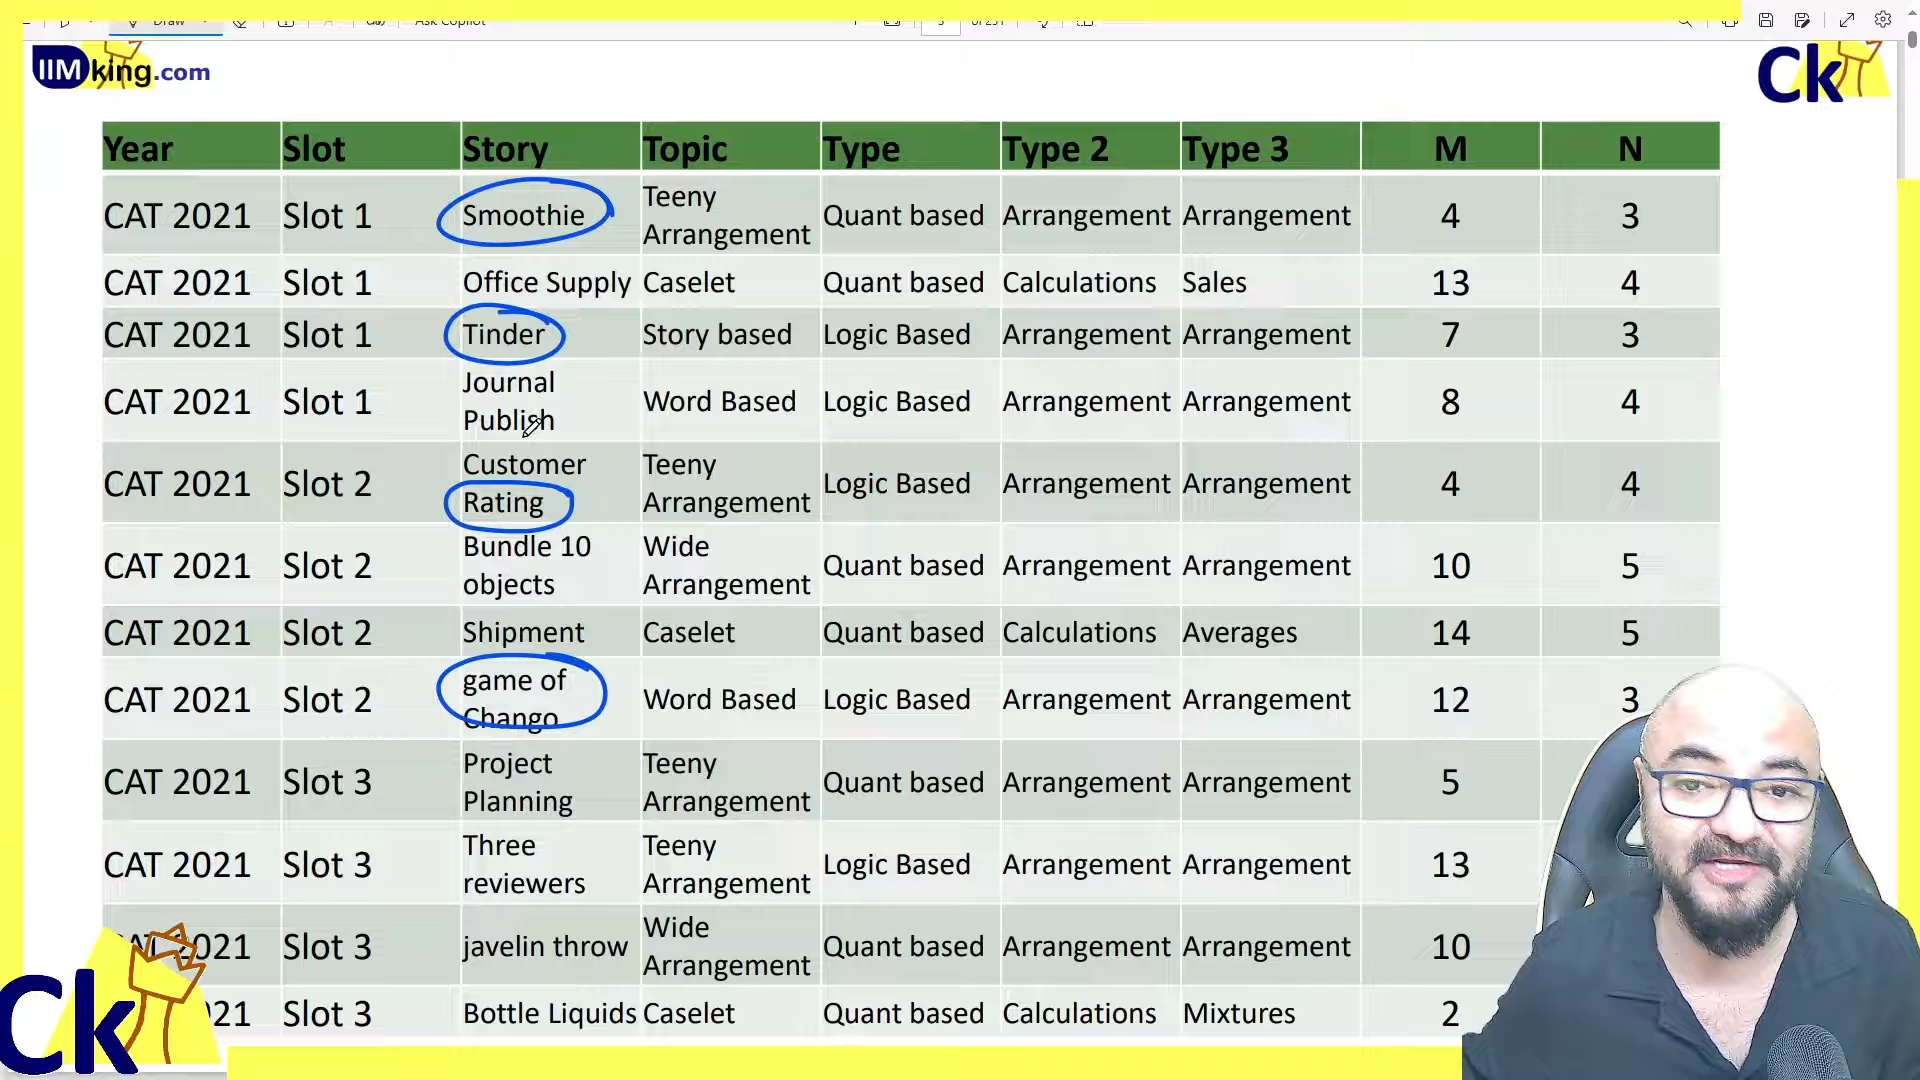 Draw
Ask Copilot
IIMking.com
Ck
Year Slot Story Topic Type Type 2 Type 3 M N
CAT 2021 Slot 1 Smoothie Teeny Arrangement Quant based Arrangement Arrangement 4 3
CAT 2021 Slot 1 Office Supply Caselet Quant based Calculations Sales 13 4
CAT 2021 Slot 1 Tinder Story based Logic Based Arrangement Arrangement 7 3
CAT 2021 Slot 1 Journal Publish Word Based Logic Based Arrangement Arrangement 8 4
CAT 2021 Slot 2 Customer Rating Teeny Arrangement Logic Based Arrangement Arrangement 4 4
CAT 2021 Slot 2 Bundle 10 objects Wide Arrangement Quant based Arrangement Arrangement 10 5
CAT 2021 Slot 2 Shipment Caselet Quant based Calculations Averages 14 5
CAT 2021 Slot 2 game of Chango Word Based Logic Based Arrangement Arrangement 12 3
CAT 2021 Slot 3 Project Planning Teeny Arrangement Quant based Arrangement Arrangement 5
CAT 2021 Slot 3 Three reviewers Teeny Arrangement Logic Based Arrangement Arrangement 13
2021 Slot 3 javelin throw Wide Arrangement Quant based Arrangement Arrangement 10
21 Slot 3 Bottle Liquids Caselet Quant based Calculations Mixtures 2
Ck